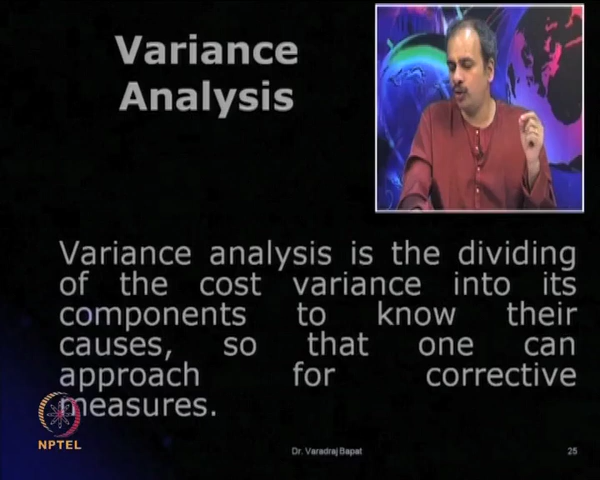 Variance
Analysis
Variance analysis is the dividing
of the cost variance into its
components to know their
causes, so that one can
approach for corrective
measures.
NPTEL
Dr. Varadraj Bapat
25